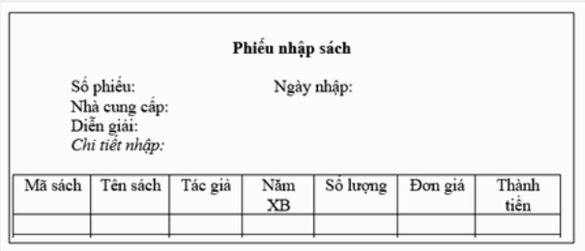 Phiếu nhập sách
Số phiếu: Ngày nhập:
Nhà cung cấp:
Diễn giải:
Chi tiết nhập:
Mã sách Tên sách Tác giả Năm XB Số lượng Đơn giá Thành tiền